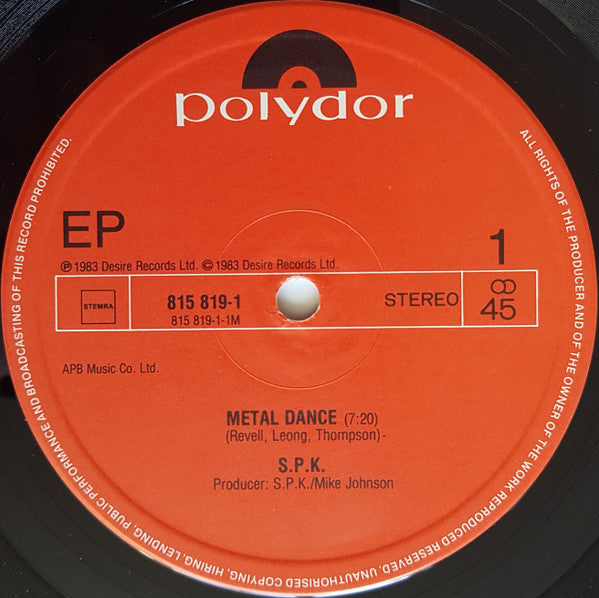 polydor
EP
1
℗ 1983 Desire Records Ltd. © 1983 Desire Records Ltd.
STEMRA
815 819-1
815 819-1-1M
STEREO
45
APB Music Co. Ltd.
METAL DANCE (7:20)
(Revell, Leong, Thompson)-
S.P.K.
Producer: S.P.K./Mike Johnson
ALL RIGHTS OF THE PRODUCER AND OF THE OWNER OF THE WORK REPRODUCED RESERVED. UNAUTHORISED COPYING, HIRING, LENDING, PUBLIC PERFORMANCE AND BROADCASTING OF THIS RECORD PROHIBITED.